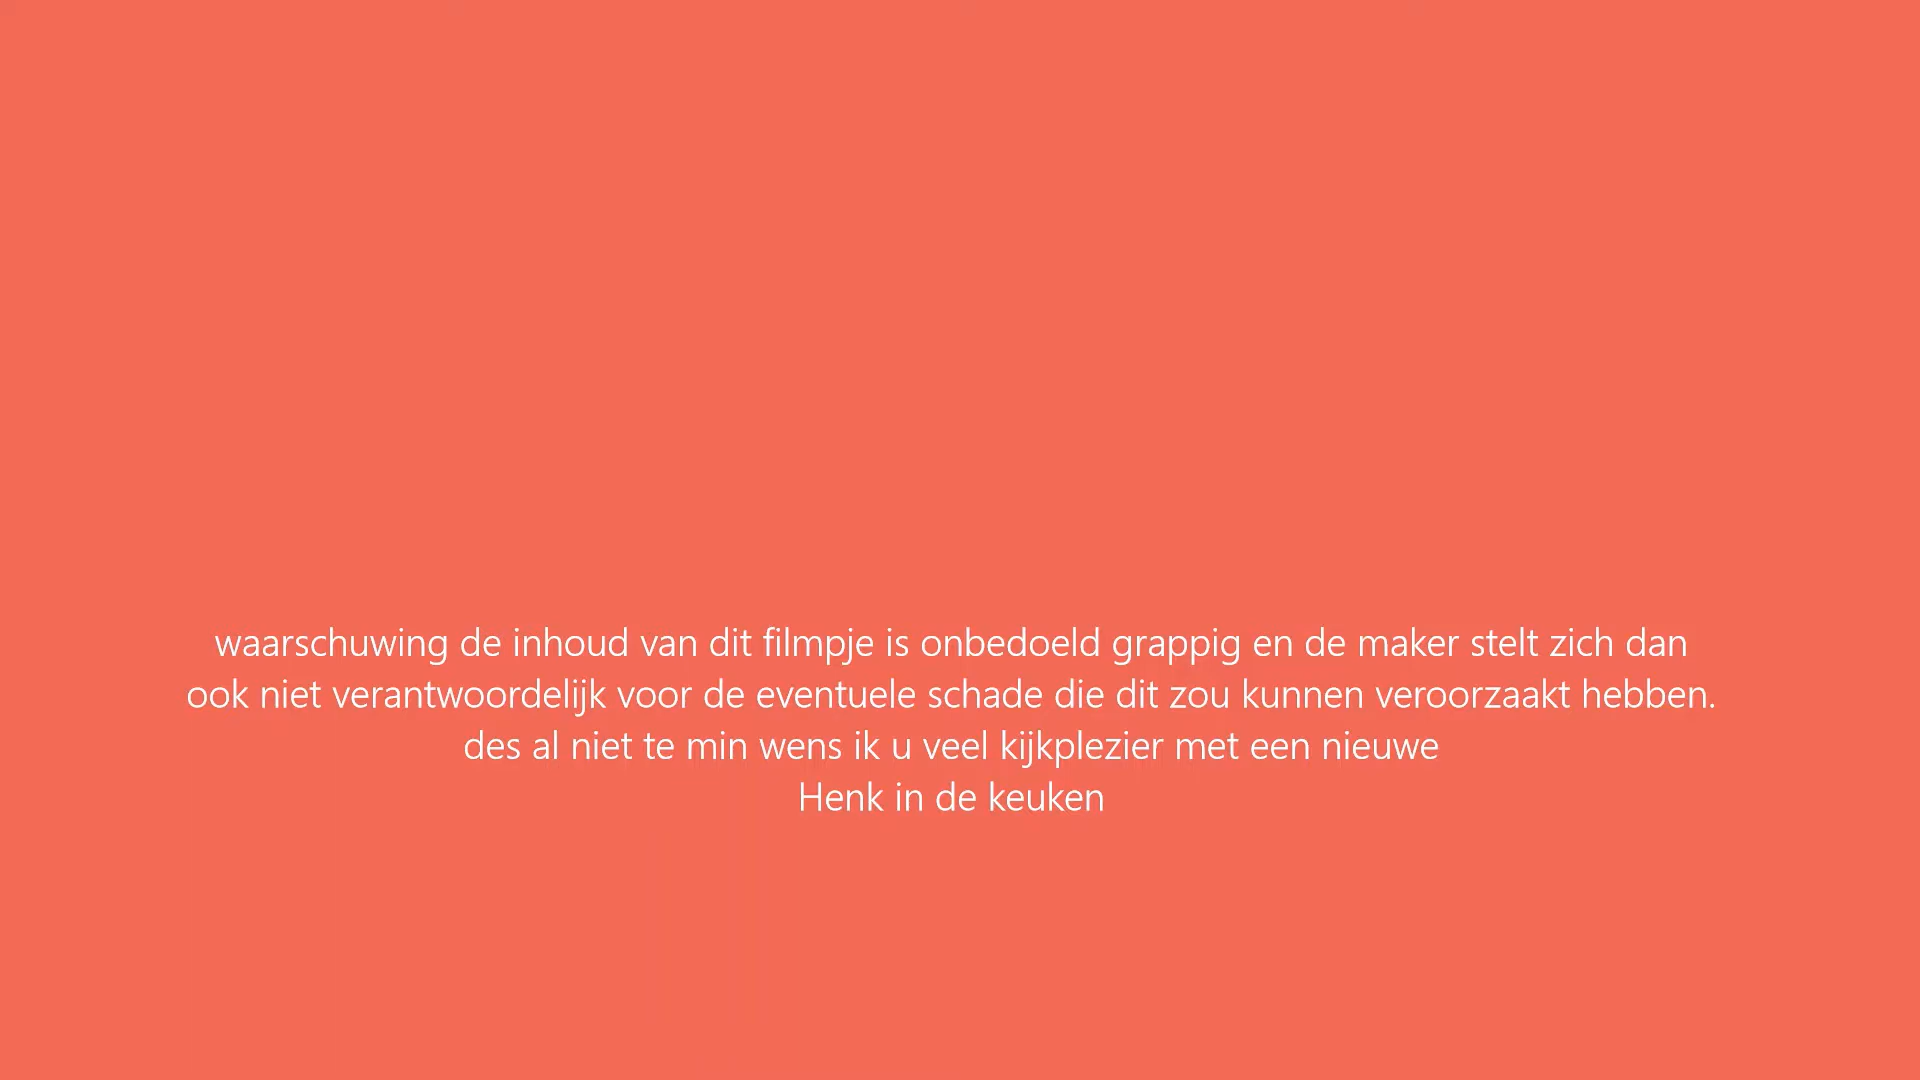 waarschuwing de inhoud van dit filmpje is onbedoeld grappig en de maker stelt zich dan
ook niet verantwoordelijk voor de eventuele schade die dit zou kunnen veroorzaakt hebben.
des al niet te min wens ik u veel kijkplezier met een nieuwe
Henk in de keuken